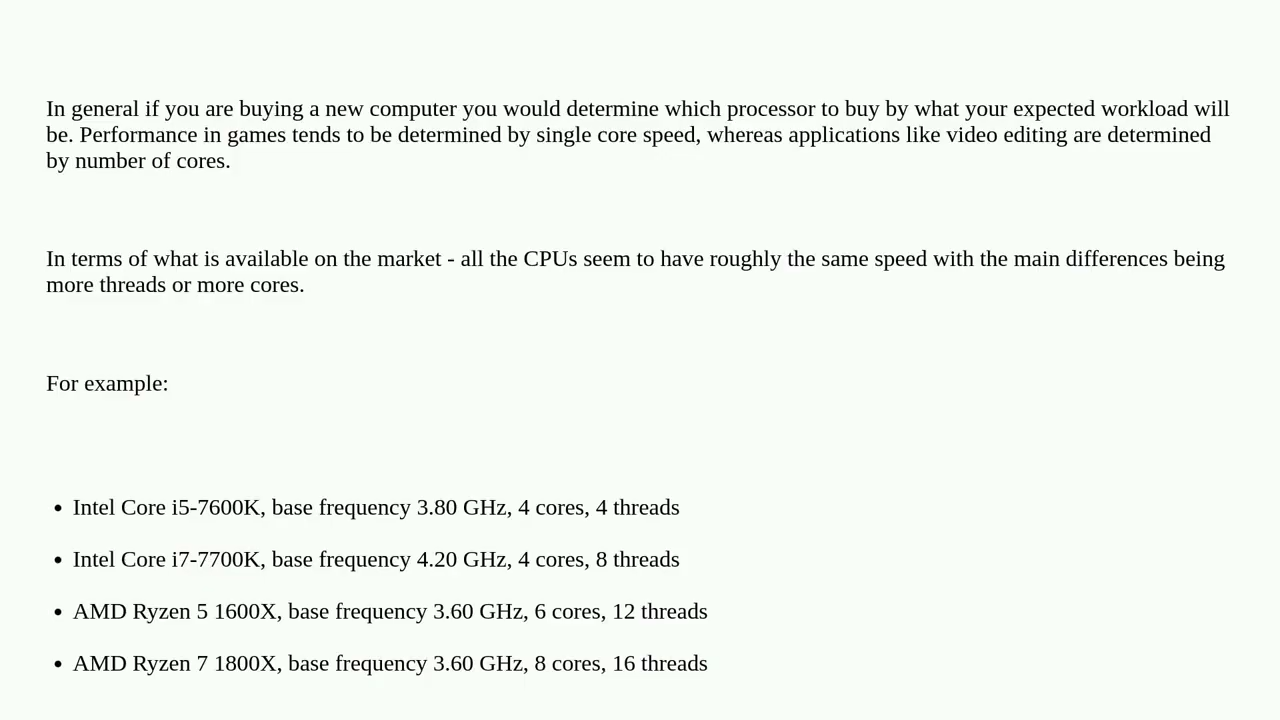 In general if you are buying a new computer you would determine which processor to buy by what your expected workload will
be. Performance in games tends to be determined by single core speed, whereas applications like video editing are determined
by number of cores.
In terms of what is available on the market - all the CPUs seem to have roughly the same speed with the main differences being
more threads or more cores.
For example:
• Intel Core i5-7600K, base frequency 3.80 GHz, 4 cores, 4 threads
• Intel Core i7-7700K, base frequency 4.20 GHz, 4 cores, 8 threads
• AMD Ryzen 5 1600X, base frequency 3.60 GHz, 6 cores, 12 threads
• AMD Ryzen 7 1800X, base frequency 3.60 GHz, 8 cores, 16 threads